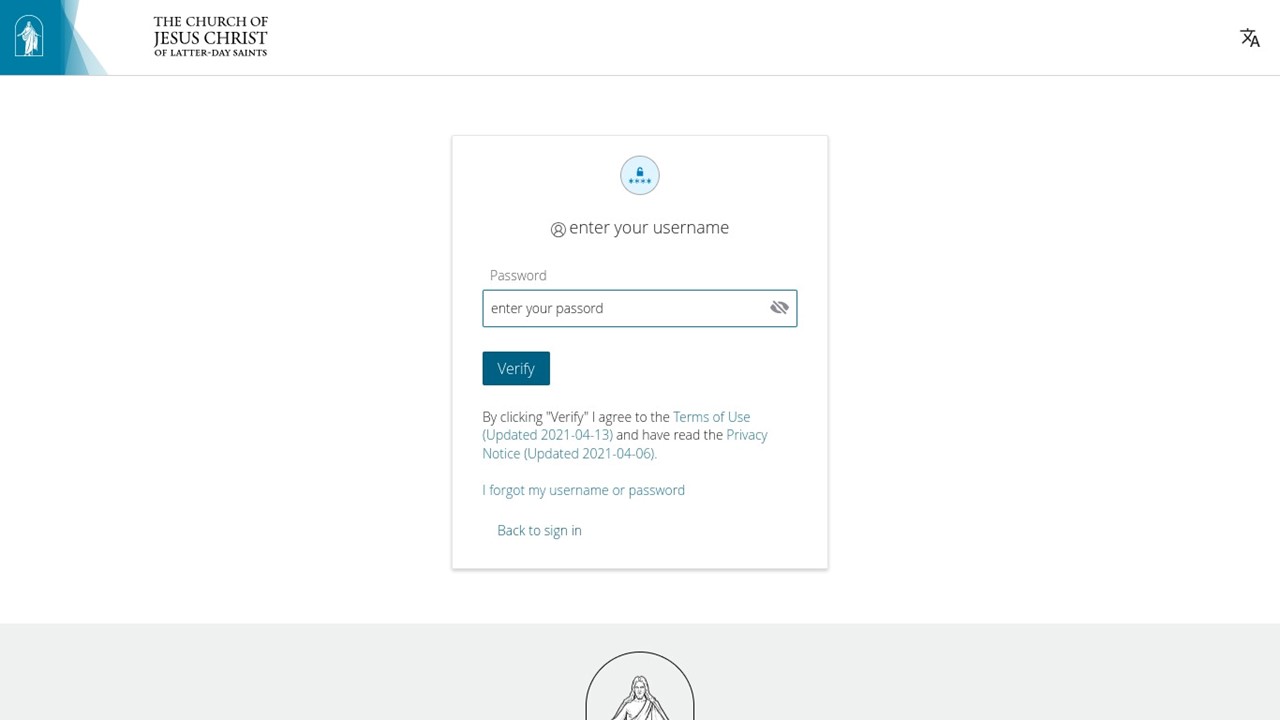 THE CHURCH OF
JESUS CHRIST
OF LATTER-DAY SAINTS
enter your username
Password
enter your passord
Verify
By clicking "Verify" I agree to the Terms of Use
(Updated 2021-04-13) and have read the Privacy
Notice (Updated 2021-04-06).
I forgot my username or password
Back to sign in